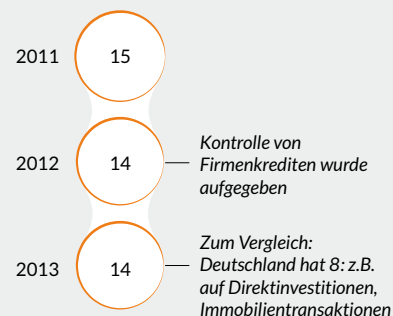 2011 15
2012 14
Kontrolle von
Firmenkrediten wurde
aufgegeben
2013 14
Zum Vergleich:
Deutschland hat 8: z.B.
auf Direktinvestitionen,
Immobilientransaktionen